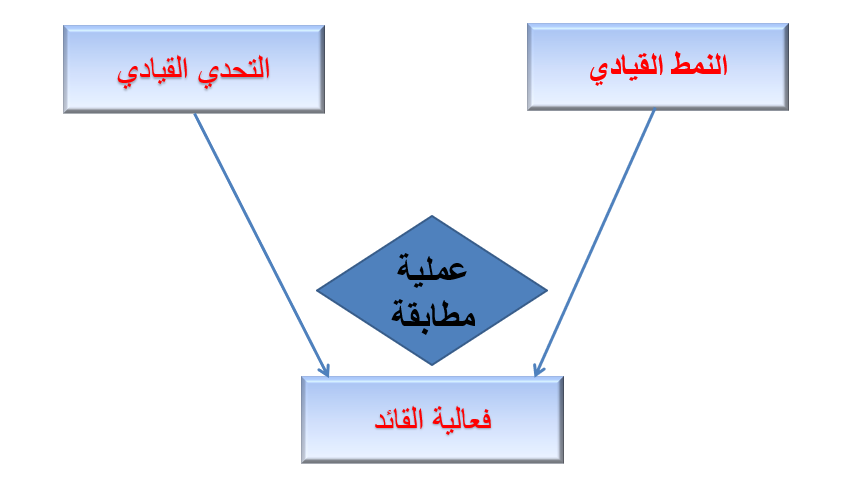 النمط القيادي
التحدي القيادي
عملية
مطابقة
فعالية القائد